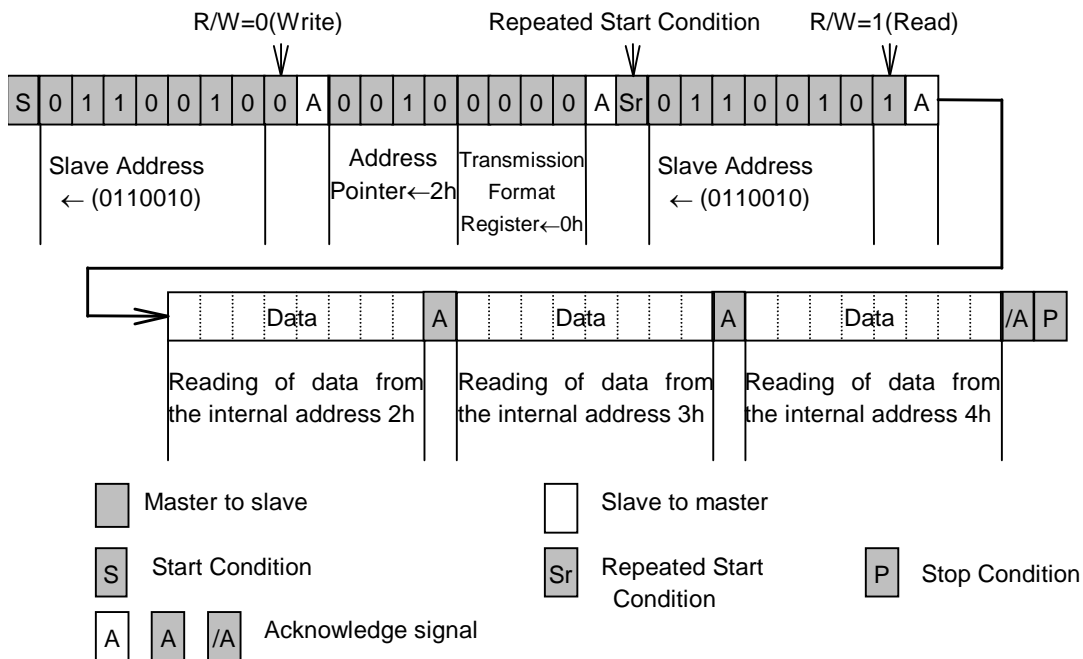 R/W=0(Write) Repeated Start Condition R/W=1(Read)
S 0 1 1 0 0 1 0 0 A 0 0 1 0 0 0 0 0 A Sr 0 1 1 0 0 1 0 1 A
Slave Address
← (0110010)
Address
Pointer←2h
Transmission
Format
Register←0h
Slave Address
← (0110010)
Data A Data A Data /A P
Reading of data from
the internal address 2h
Reading of data from
the internal address 3h
Reading of data from
the internal address 4h
Master to slave
Slave to master
S Start Condition
Sr Repeated Start
Condition
P Stop Condition
A A /A Acknowledge signal